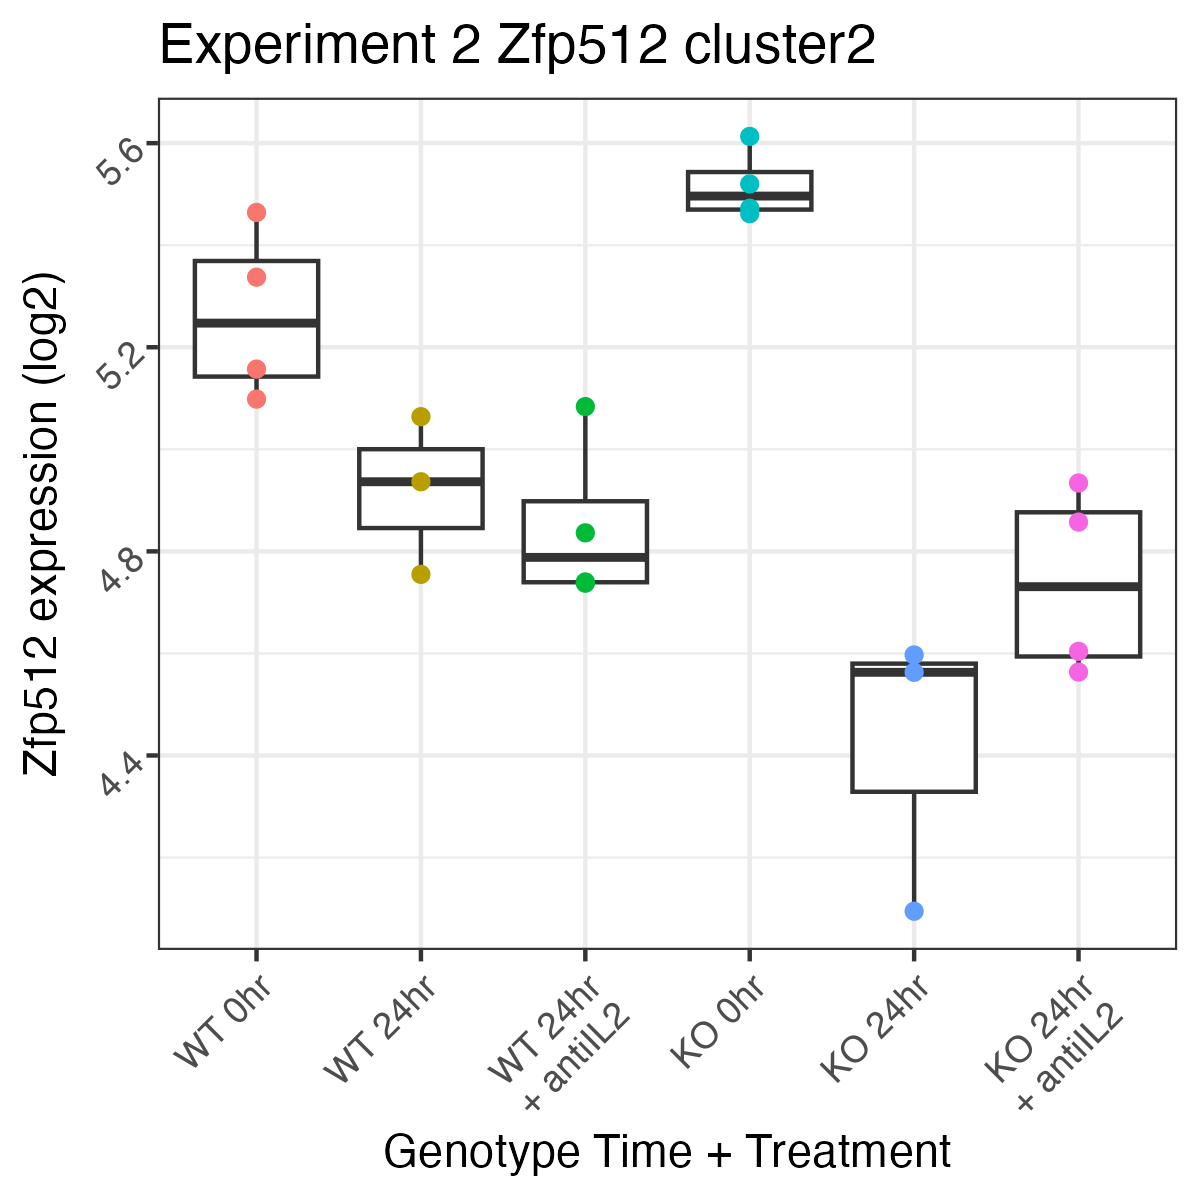 Experiment 2 Zfp512 cluster2
Zfp512 expression (log2)
5.6
5.2
4.8
4.4
WT 0hr
WT 24hr
WT 24hr
+ antiIL2
KO 0hr
KO 24hr
KO 24hr
+ antiIL2
Genotype Time + Treatment